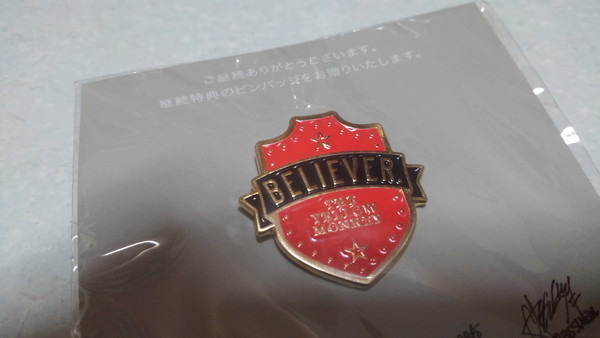 ご継続ありがとうございます。
継続特典のピンバッジをお贈りいたします。
BELIEVER
THE
YELLOW
MONKEY